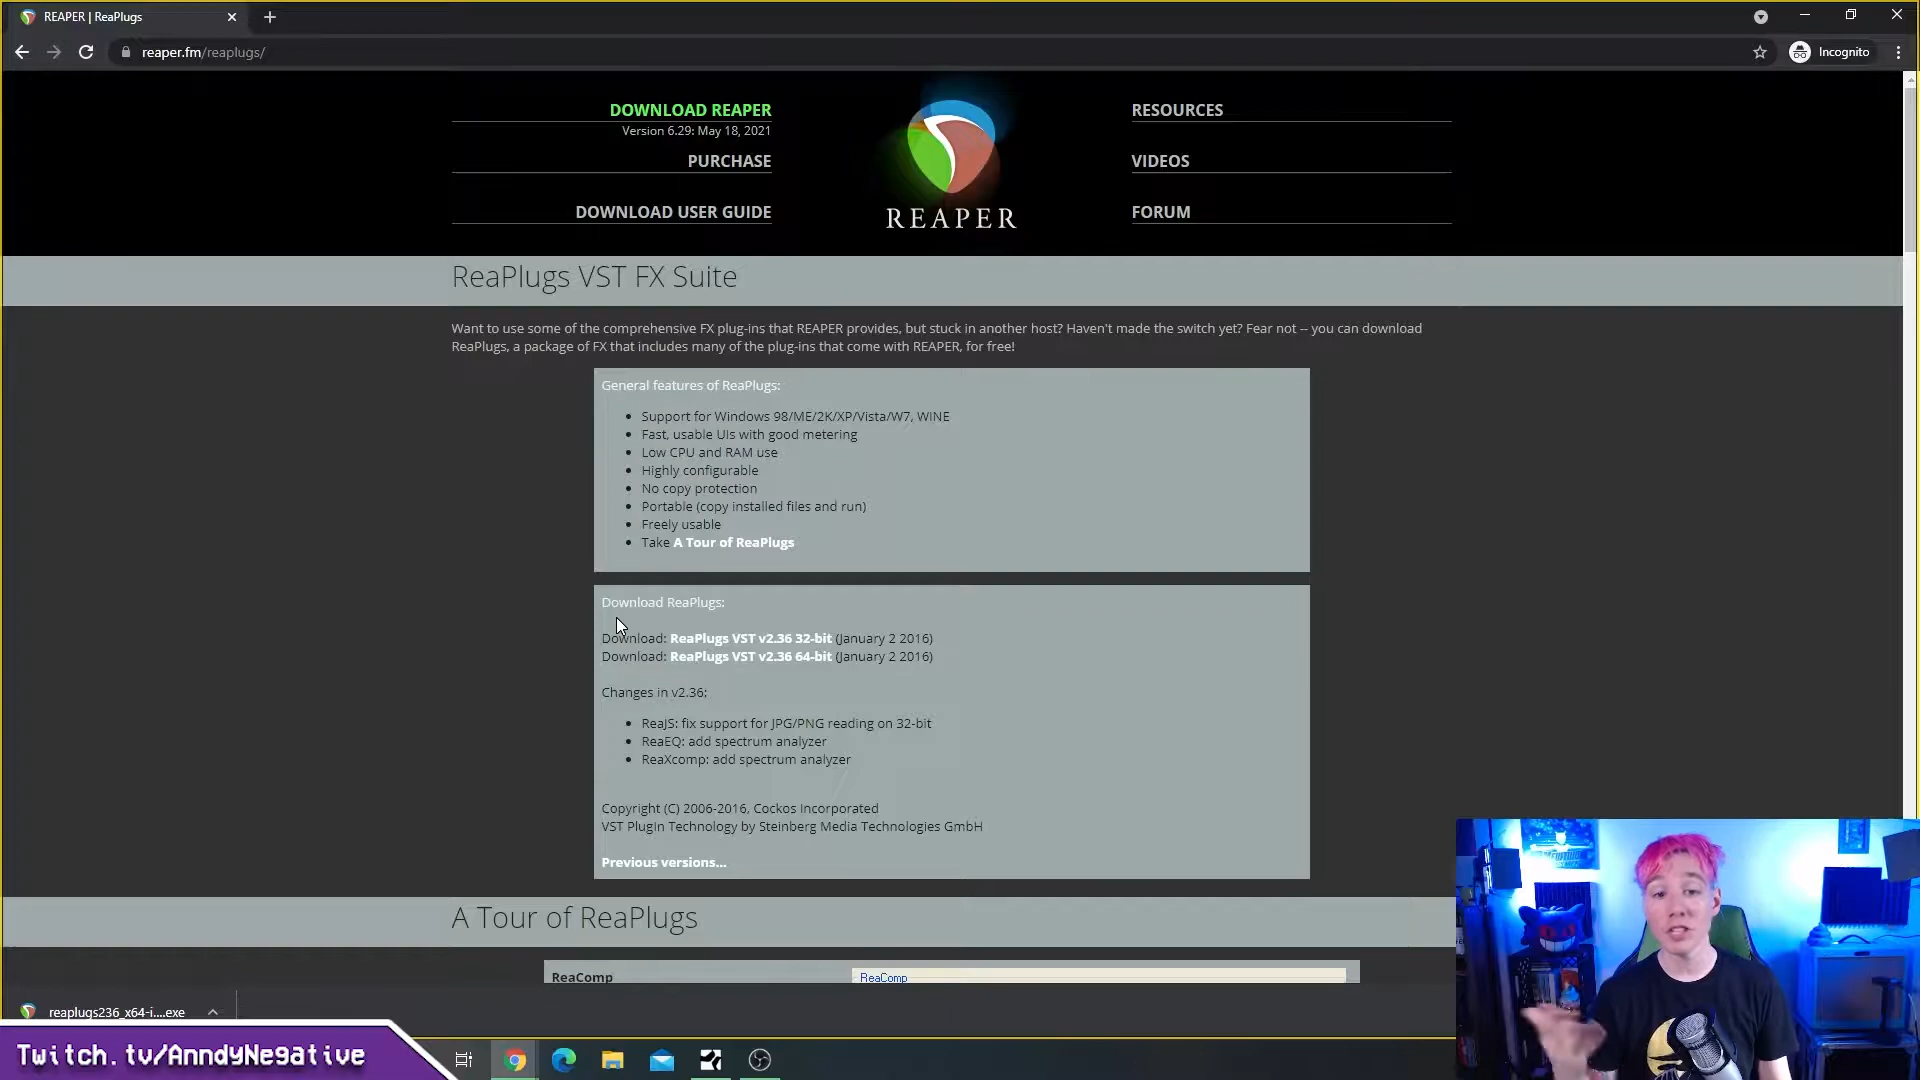 REAPER | ReaPlugs
reaper.fm/reaplugs/
Incognito
DOWNLOAD REAPER
Version 6.29: May 18, 2021
PURCHASE
DOWNLOAD USER GUIDE
REAPER
RESOURCES
VIDEOS
FORUM
ReaPlugs VST FX Suite
Want to use some of the comprehensive FX plug-ins that REAPER provides, but stuck in another host? Haven't made the switch yet? Fear not -- you can download
ReaPlugs, a package of FX that includes many of the plug-ins that come with REAPER, for free!
General features of ReaPlugs:
Support for Windows 98/ME/2K/XP/Vista/W7, WINE
Fast, usable UIs with good metering
Low CPU and RAM use
Highly configurable
No copy protection
Portable (copy installed files and run)
Freely usable
Take A Tour of ReaPlugs
Download ReaPlugs:
Download: ReaPlugs VST v2.36 32-bit (January 2 2016)
Download: ReaPlugs VST v2.36 64-bit (January 2 2016)
Changes in v2.36:
ReaJS: fix support for JPG/PNG reading on 32-bit
ReaEQ: add spectrum analyzer
ReaXcomp: add spectrum analyzer
Copyright (C) 2006-2016, Cockos Incorporated
VST PlugIn Technology by Steinberg Media Technologies GmbH
Previous versions...
A Tour of ReaPlugs
ReaComp
ReaComp
reaplugs236_x64-i....exe
Twitch.tv/AnndyNegative